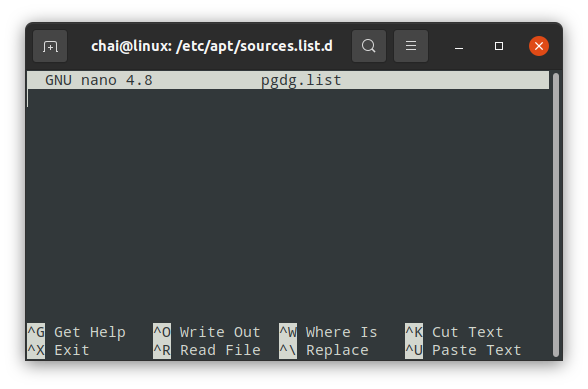 chai@linux: /etc/apt/sources.list.d
GNU nano 4.8 pgdg.list
^G Get Help ^O Write Out ^W Where Is ^K Cut Text
^X Exit ^R Read File ^\ Replace ^U Paste Text